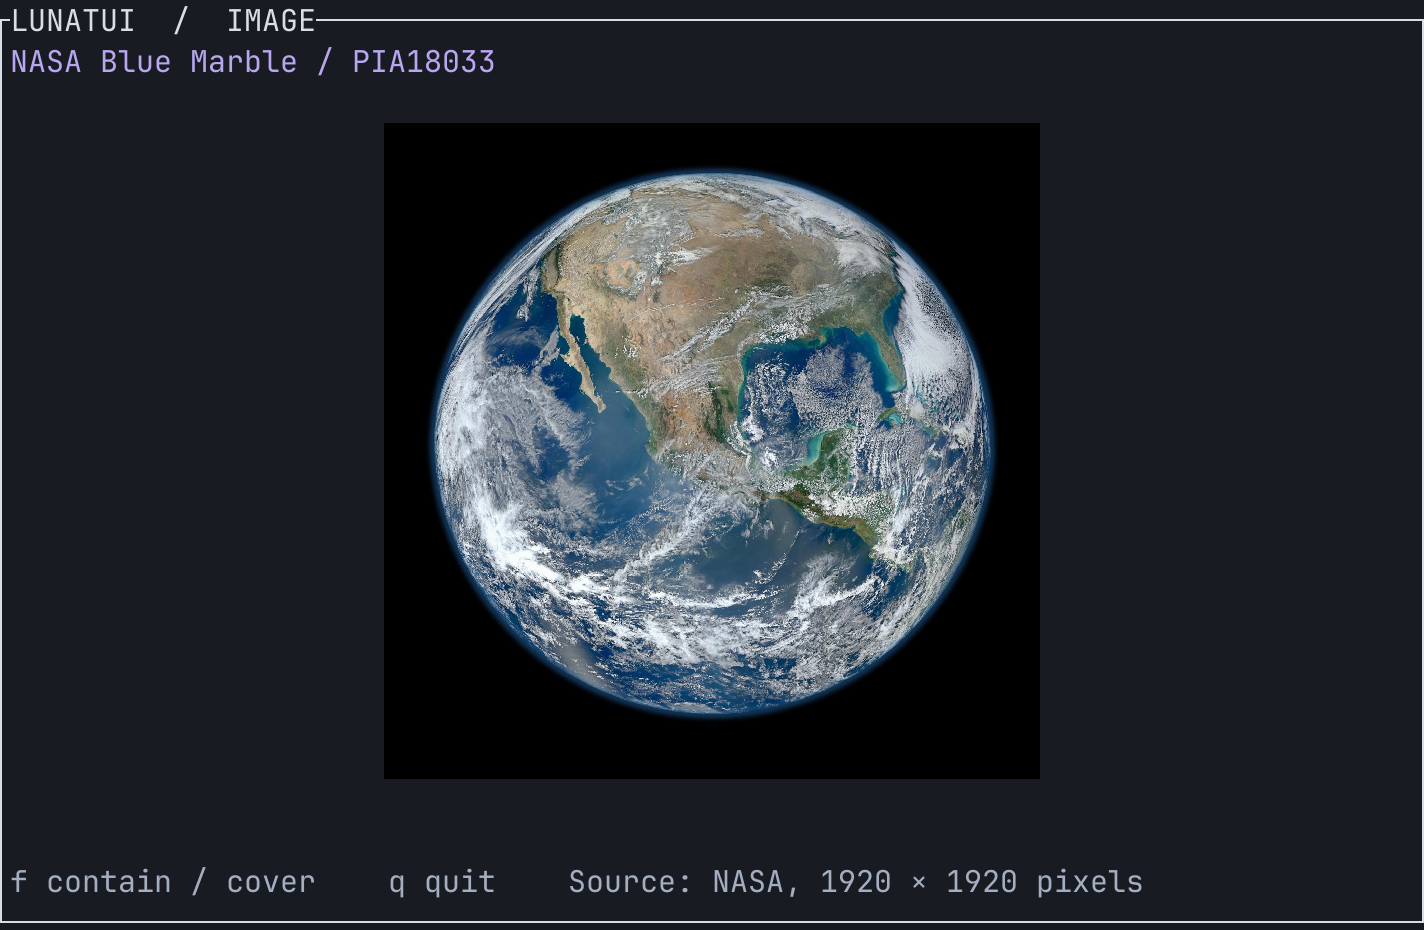 LUNATUI / IMAGE
NASA Blue Marble / PIA18033
f contain / cover q quit Source: NASA, 1920 × 1920 pixels